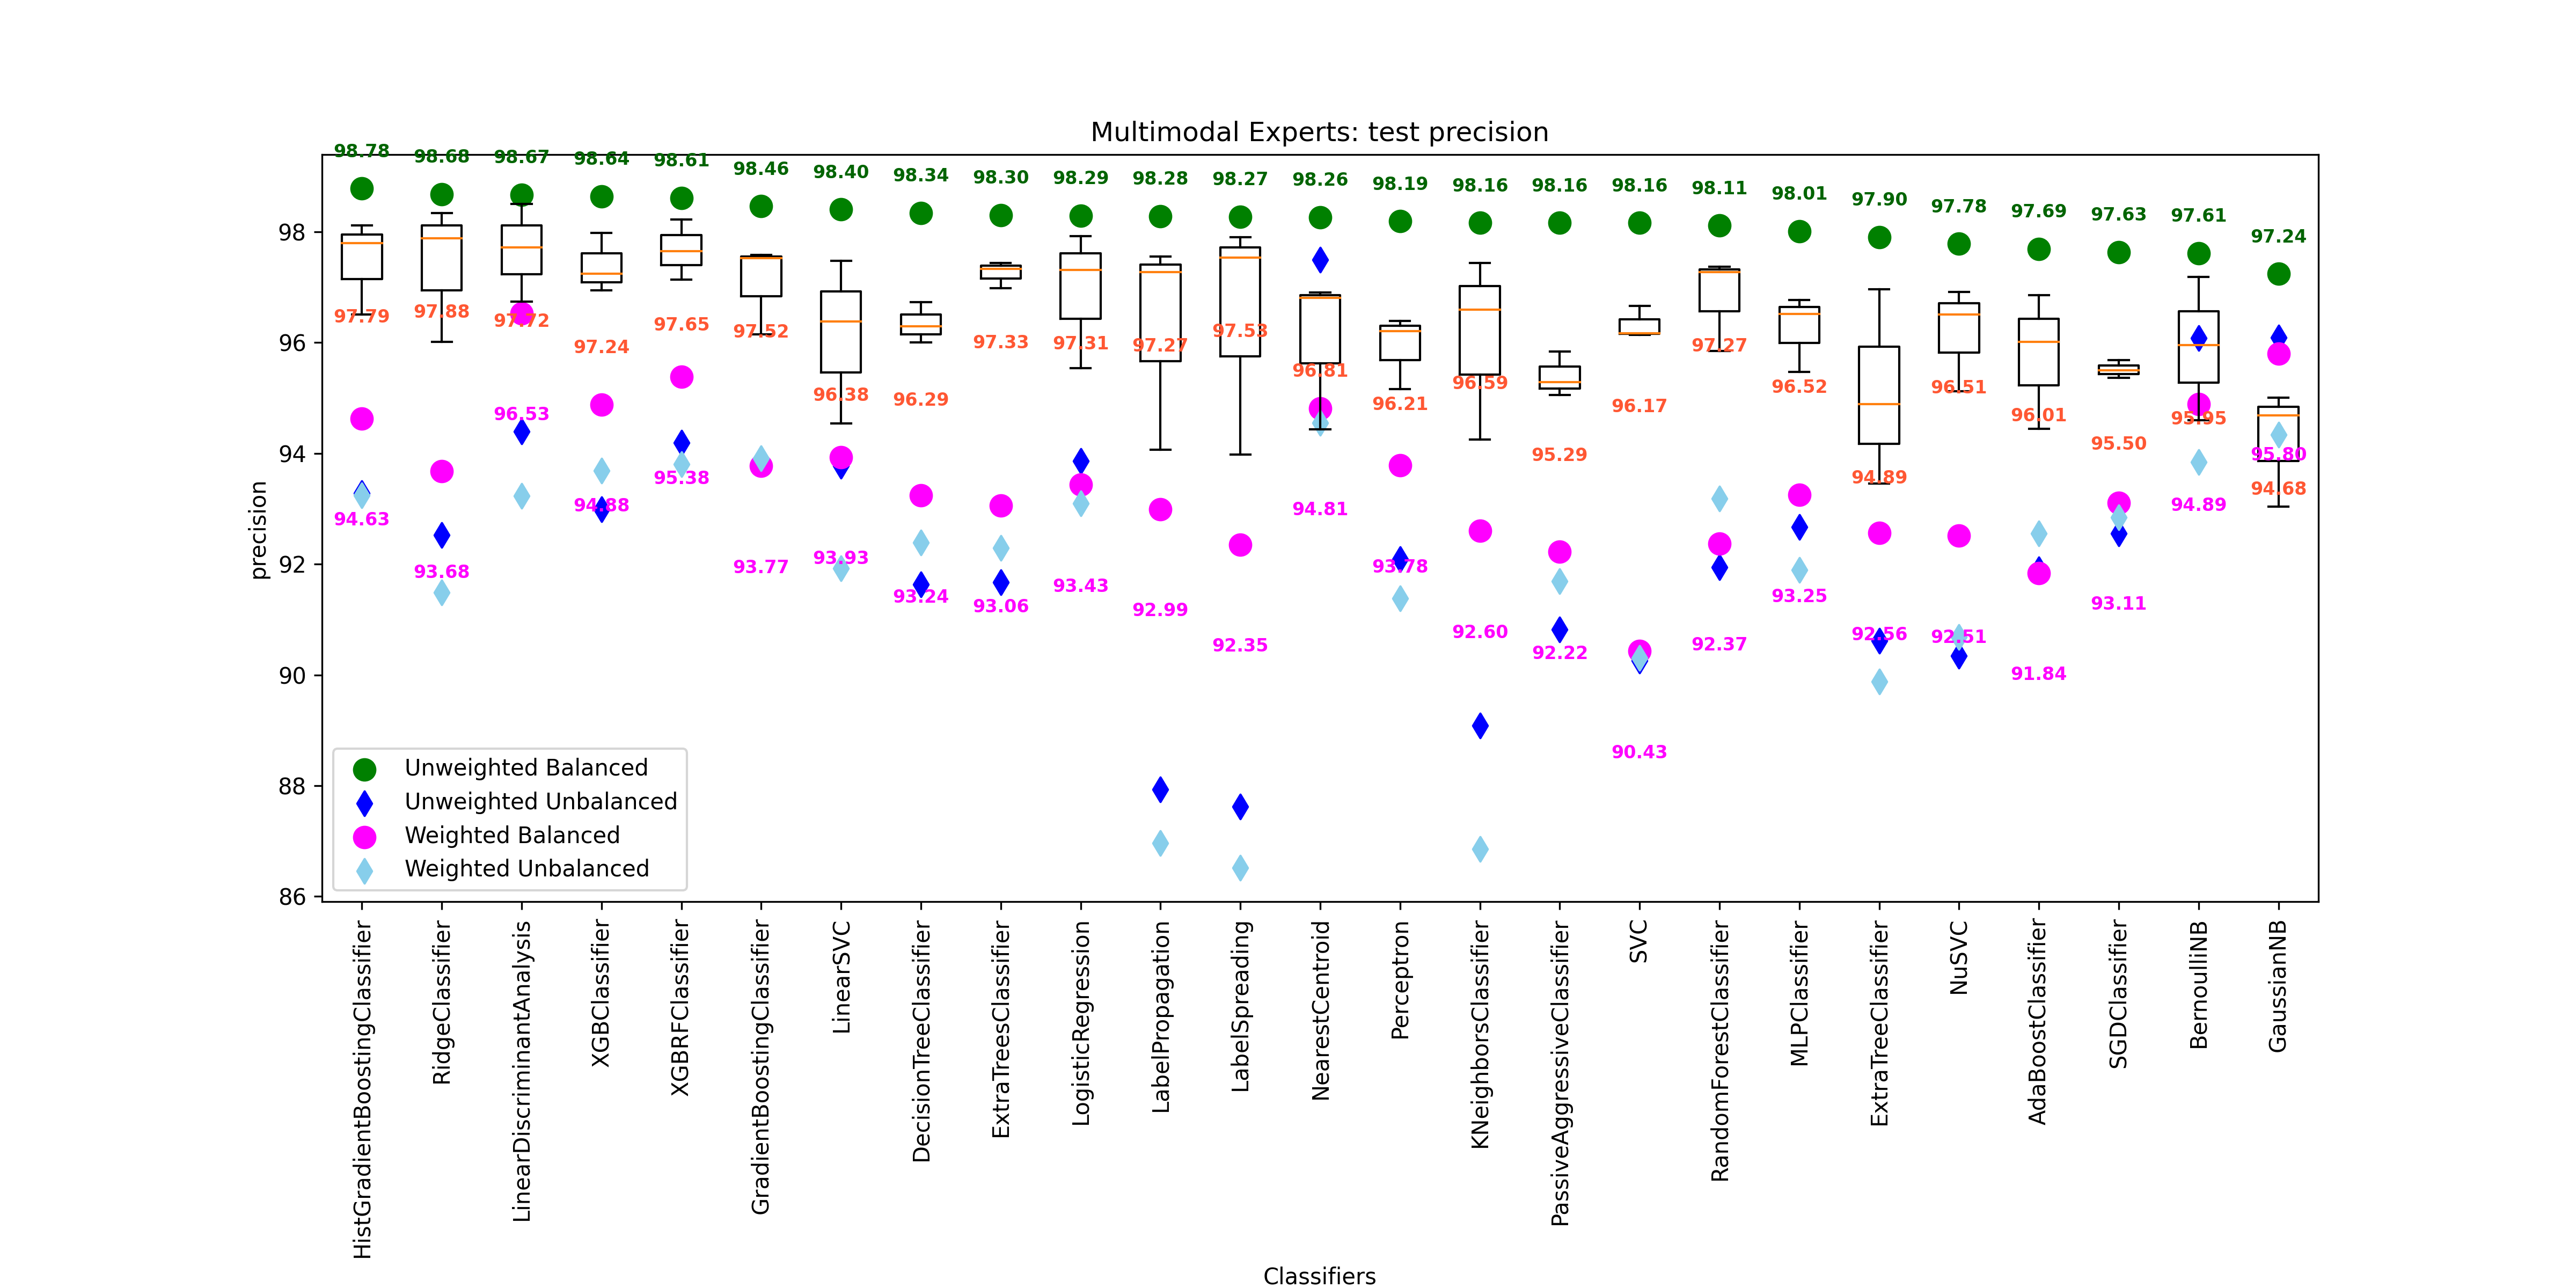 Multimodal Experts: test precision
98.78 98.68 98.67 98.64 98.61 98.46 98.40 98.34 98.30 98.29 98.28 98.27 98.26 98.19 98.16 98.16 98.16 98.11 98.01 97.90 97.78 97.69 97.63 97.61 97.24
97.79 97.88 97.72 97.24 97.65 97.52 96.38 96.29 97.33 97.31 97.27 97.53 96.81 96.21 96.59 95.29 96.17 97.27 96.52 94.89 96.51 96.01 95.50 95.95 94.68
94.63 93.68 96.53 94.88 95.38 93.77 93.93 93.24 93.06 93.43 92.99 92.35 94.81 93.78 92.60 92.22 90.43 92.37 93.25 92.56 92.51 91.84 93.11 94.89 95.80
precision
98
96
94
92
90
88
86
Unweighted Balanced
Unweighted Unbalanced
Weighted Balanced
Weighted Unbalanced
HistGradientBoostingClassifier
RidgeClassifier
LinearDiscriminantAnalysis
XGBClassifier
XGBRFClassifier
GradientBoostingClassifier
LinearSVC
DecisionTreeClassifier
ExtraTreesClassifier
LogisticRegression
LabelPropagation
LabelSpreading
NearestCentroid
Perceptron
KNeighborsClassifier
PassiveAggressiveClassifier
SVC
RandomForestClassifier
MLPClassifier
ExtraTreeClassifier
NuSVC
AdaBoostClassifier
SGDClassifier
BernoulliNB
GaussianNB
Classifiers